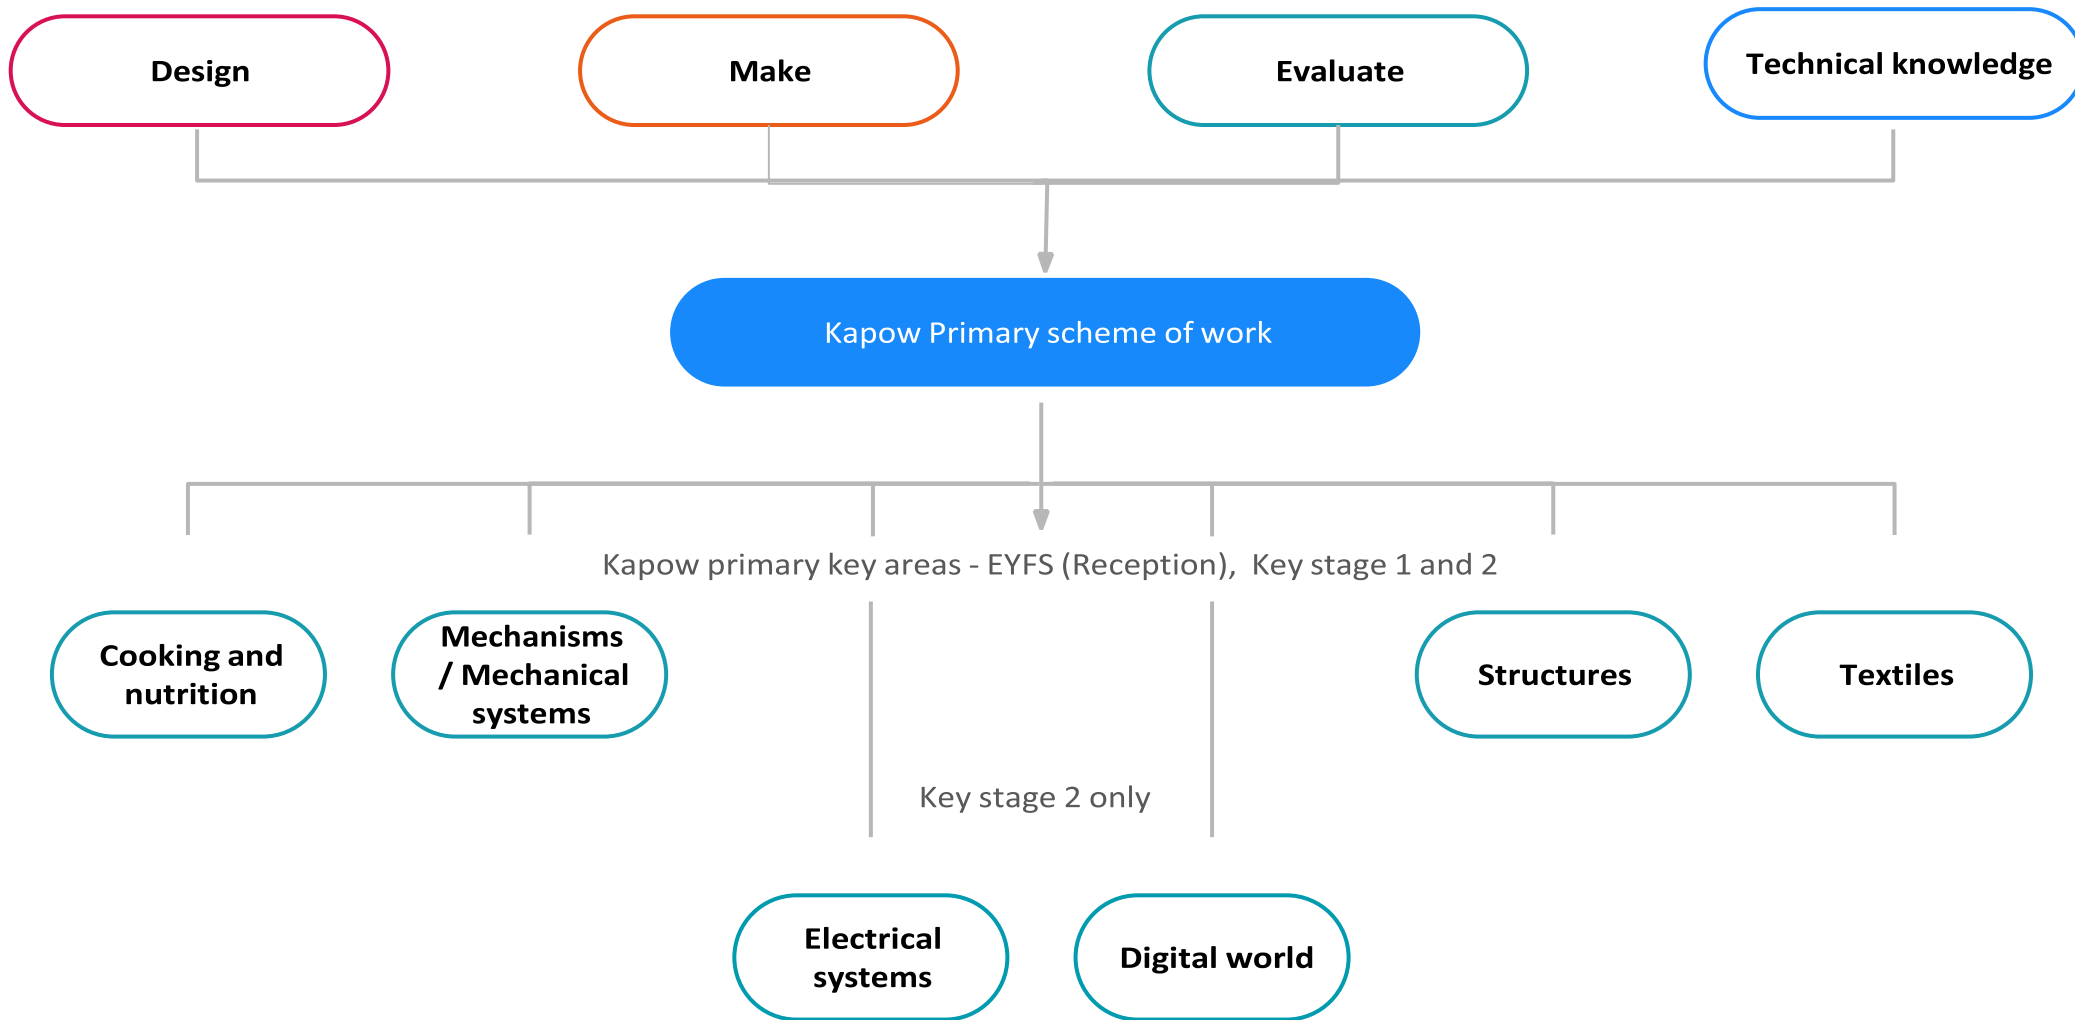 Design
Make
Evaluate
Technical knowledge
Kapow Primary scheme of work
Kapow primary key areas - EYFS (Reception),  Key stage 1 and 2
Cooking and
nutrition
Mechanisms
/ Mechanical
systems
Structures
Textiles
Key stage 2 only
Electrical
systems
Digital world